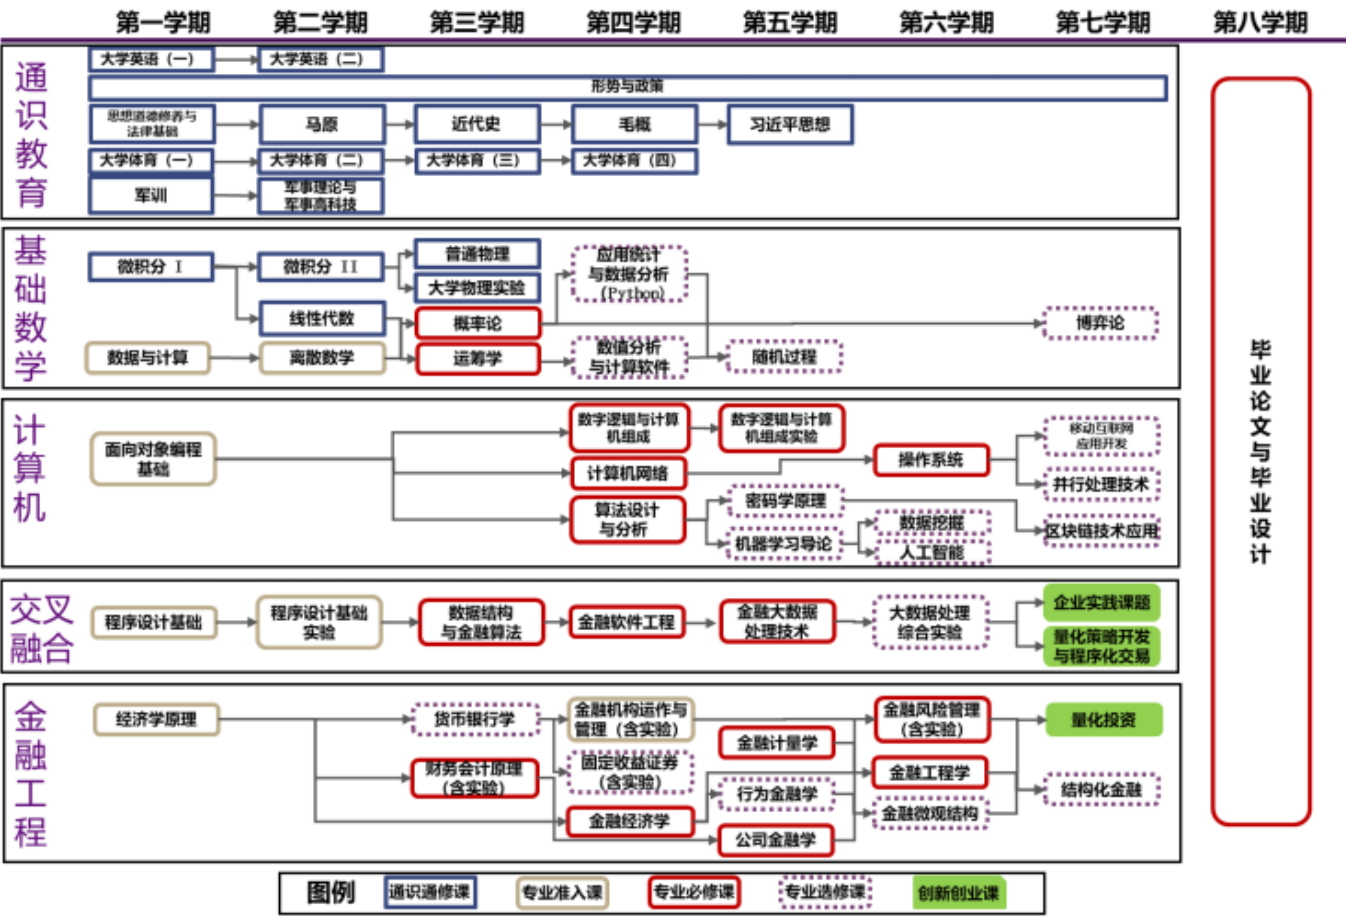 第一学期 第二学期 第三学期 第四学期 第五学期 第六学期 第七学期 第八学期
通识教育
大学英语（一） 大学英语（二）
形势与政策
思想道德修养与
法律基础
马原 近代史 毛概 习近平思想
大学体育（一） 大学体育（二） 大学体育（三） 大学体育（四）
军训
军事理论与
军事高科技
基础数学
微积分 I 微积分 II
普通物理
大学物理实验
应用统计
与数据分析
（Python）
线性代数
概率论
博弈论
数据与计算 离散数学 运筹学
数值分析
与计算软件
随机过程
计算机
面向对象编程
基础
数字逻辑与计算
机组成
数字逻辑与计算
机组成实验
计算机网络
操作系统
移动互联网
应用开发
并行处理技术
算法设计
与分析
密码学原理
机器学习导论
数据挖掘
人工智能
区块链技术应用
交叉
融合
程序设计基础
程序设计基础
实验
数据结构
与金融算法
金融软件工程
金融大数据
处理技术
大数据处理
综合实验
企业实践课题
量化策略开发
与程序化交易
金融工程
经济学原理
货币银行学
金融机构运作与
管理（含实验）
金融计量学
金融风险管理
（含实验）
量化投资
财务会计原理
（含实验）
固定收益证券
（含实验）
行为金融学
金融工程学
结构化金融
金融经济学
公司金融学
金融微观结构
毕业论文与毕业设计
图例 通识通修课 专业准入课 专业必修课 专业选修课 创新创业课